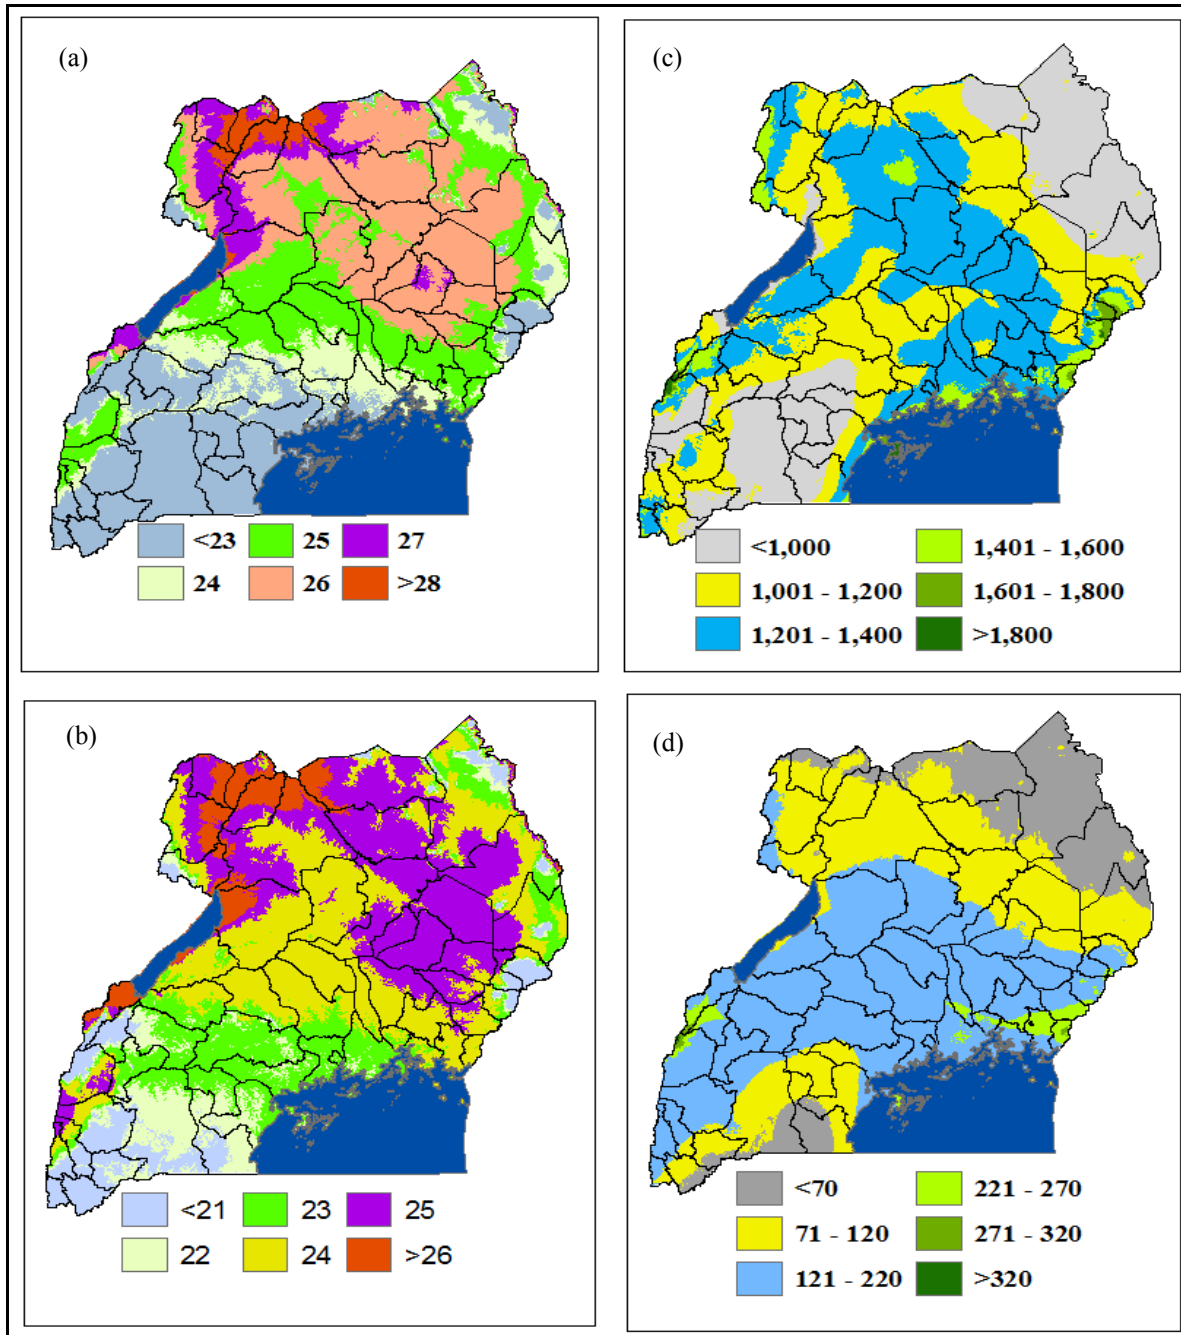 (a)
<23 25 27
24 26 >28
(c)
<1,000 1,401 - 1,600
1,001 - 1,200 1,601 - 1,800
1,201 - 1,400 >1,800
(b)
<21 23 25
22 24 >26
(d)
<70 221 - 270
71 - 120 271 - 320
121 - 220 >320